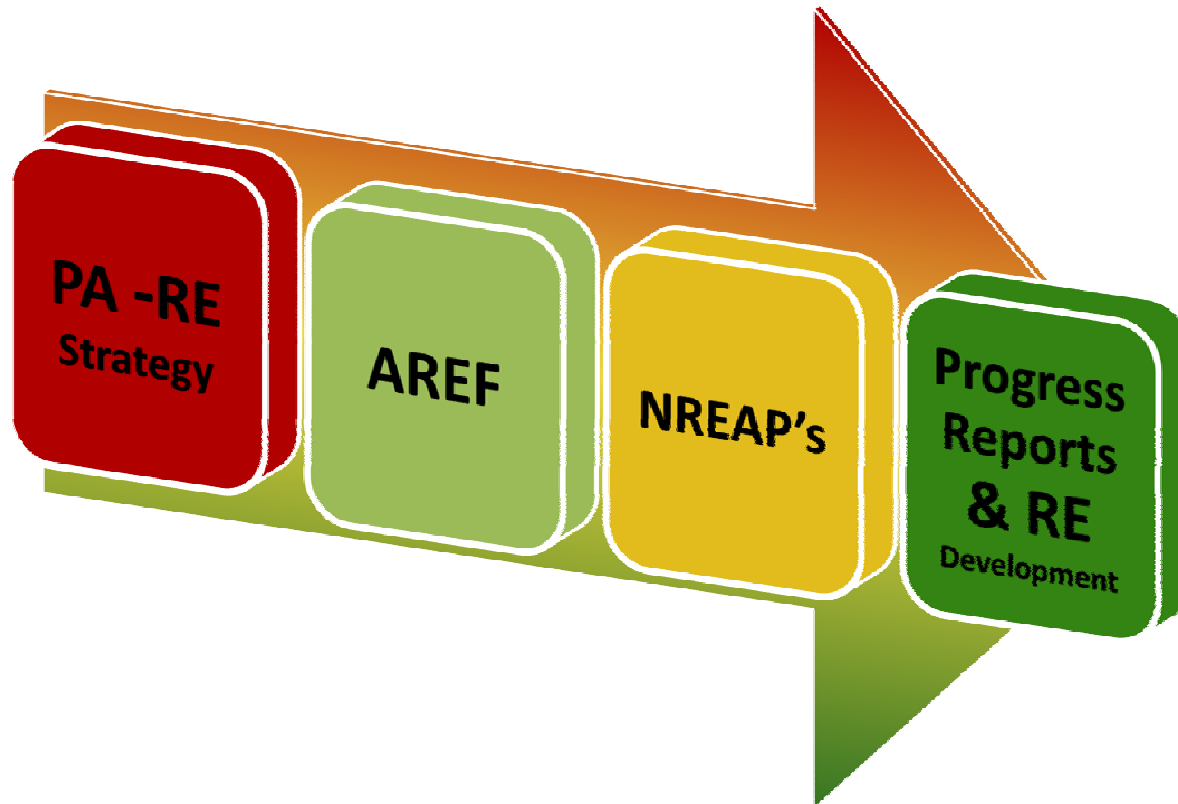 PA -RE
Strategy
AREF
NREAP's
Progress
Reports
& RE
Development